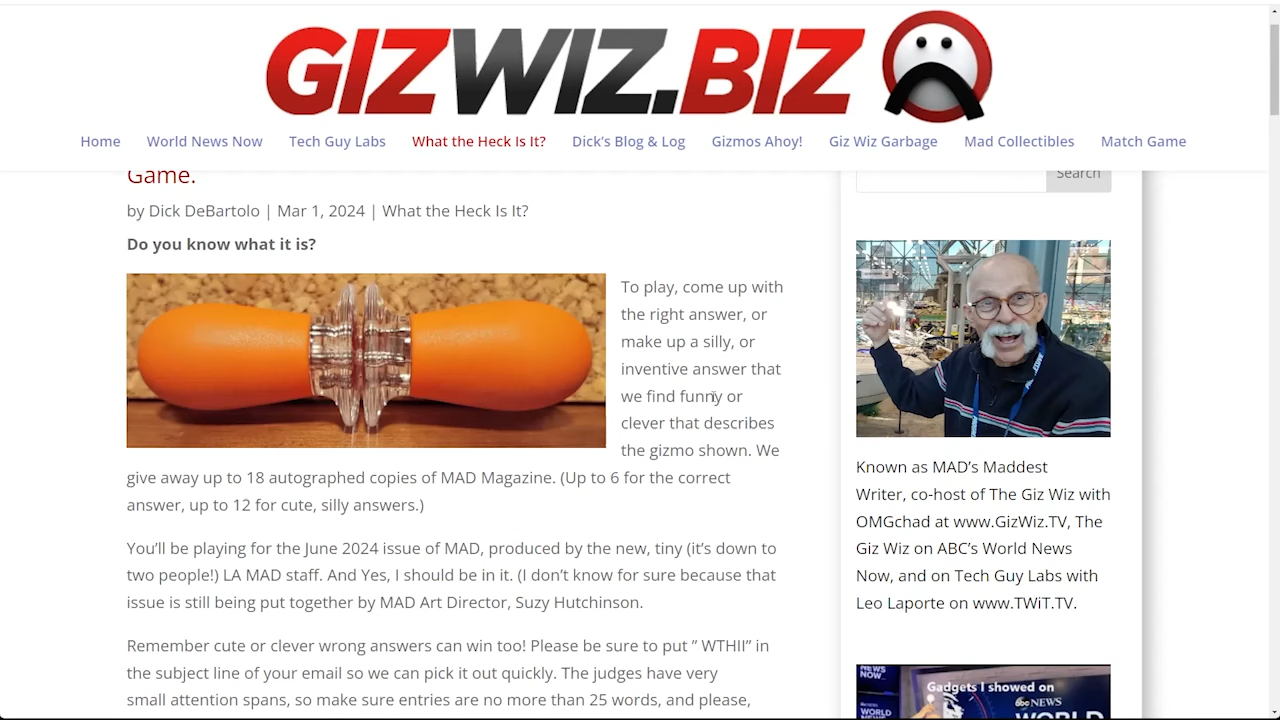 GIZWIZ.BIZ
Home World News Now Tech Guy Labs What the Heck Is It? Dick's Blog & Log Gizmos Ahoy! Giz Wiz Garbage Mad Collectibles Match Game
Game.
by Dick DeBartolo | Mar 1, 2024 | What the Heck Is It?
Do you know what it is?
To play, come up with
the right answer, or
make up a silly, or
inventive answer that
we find funny or
clever that describes
the gizmo shown. We
give away up to 18 autographed copies of MAD Magazine. (Up to 6 for the correct
answer, up to 12 for cute, silly answers.)
You'll be playing for the June 2024 issue of MAD, produced by the new, tiny (it's down to
two people!) LA MAD staff. And Yes, I should be in it. (I don't know for sure because that
issue is still being put together by MAD Art Director, Suzy Hutchinson.
Remember cute or clever wrong answers can win too! Please be sure to put " WTHII" in
the subject line of your email so we can pick it out quickly. The judges have very
small attention spans, so make sure entries are no more than 25 words, and please,
Search
Known as MAD's Maddest
Writer, co-host of The Giz Wiz with
OMGchad at www.GizWiz.TV, The
Giz Wiz on ABC's World News
Now, and on Tech Guy Labs with
Leo Laporte on www.TWiT.TV.
NEWS
NOW
Gadgets I showed on
abc NEWS
WORLD
NEWS
WORLD